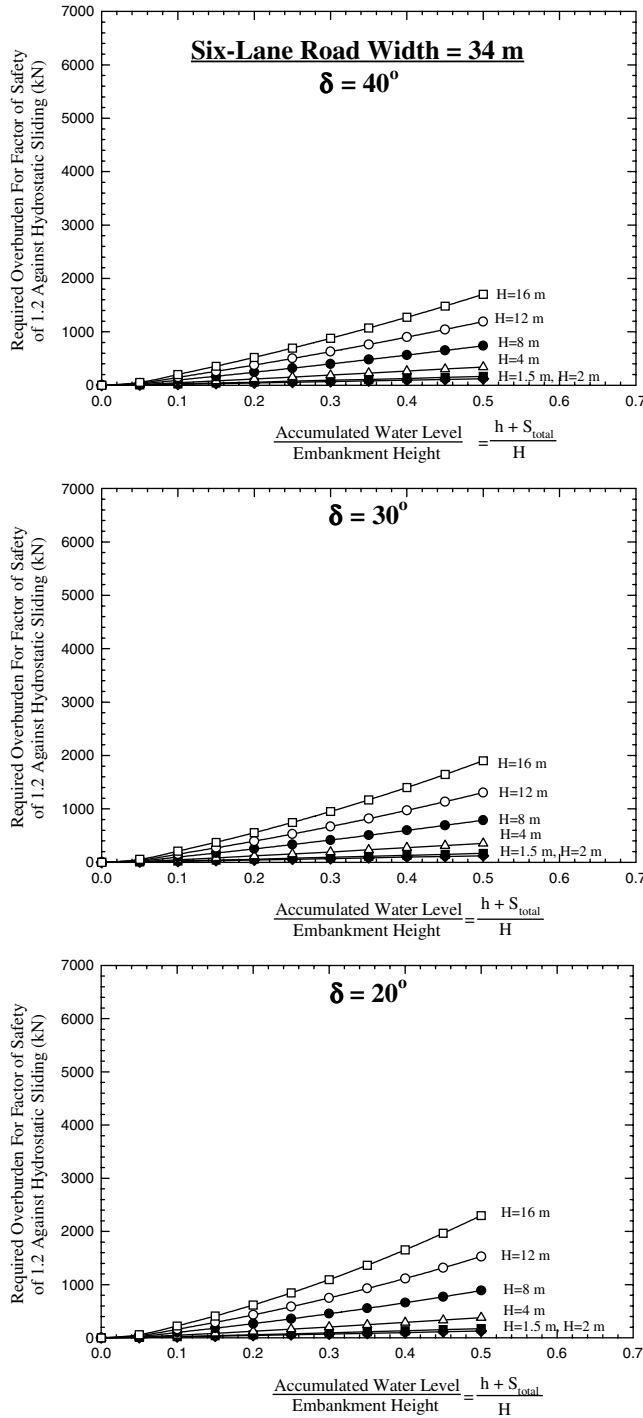 Six-Lane Road Width = 34 m
δ = 40°
Required Overburden For Factor of Safety
of 1.2 Against Hydrostatic Sliding (kN)
7000
6000
5000
4000
3000
2000
1000
0
H=16 m
H=12 m
H=8 m
H=4 m
H=1.5 m, H=2 m
0.0 0.1 0.2 0.3 0.4 0.5 0.6 0.7
Accumulated Water Level
Embankment Height
=
h + Stotal
H
δ = 30°
Required Overburden For Factor of Safety
of 1.2 Against Hydrostatic Sliding (kN)
7000
6000
5000
4000
3000
2000
1000
0
H=16 m
H=12 m
H=8 m
H=4 m
H=1.5 m, H=2 m
0.0 0.1 0.2 0.3 0.4 0.5 0.6 0.7
Accumulated Water Level
Embankment Height
=
h + Stotal
H
δ = 20°
Required Overburden For Factor of Safety
of 1.2 Against Hydrostatic Sliding (kN)
7000
6000
5000
4000
3000
2000
1000
0
H=16 m
H=12 m
H=8 m
H=4 m
H=1.5 m, H=2 m
0.0 0.1 0.2 0.3 0.4 0.5 0.6 0.7
Accumulated Water Level
Embankment Height
=
h + Stotal
H